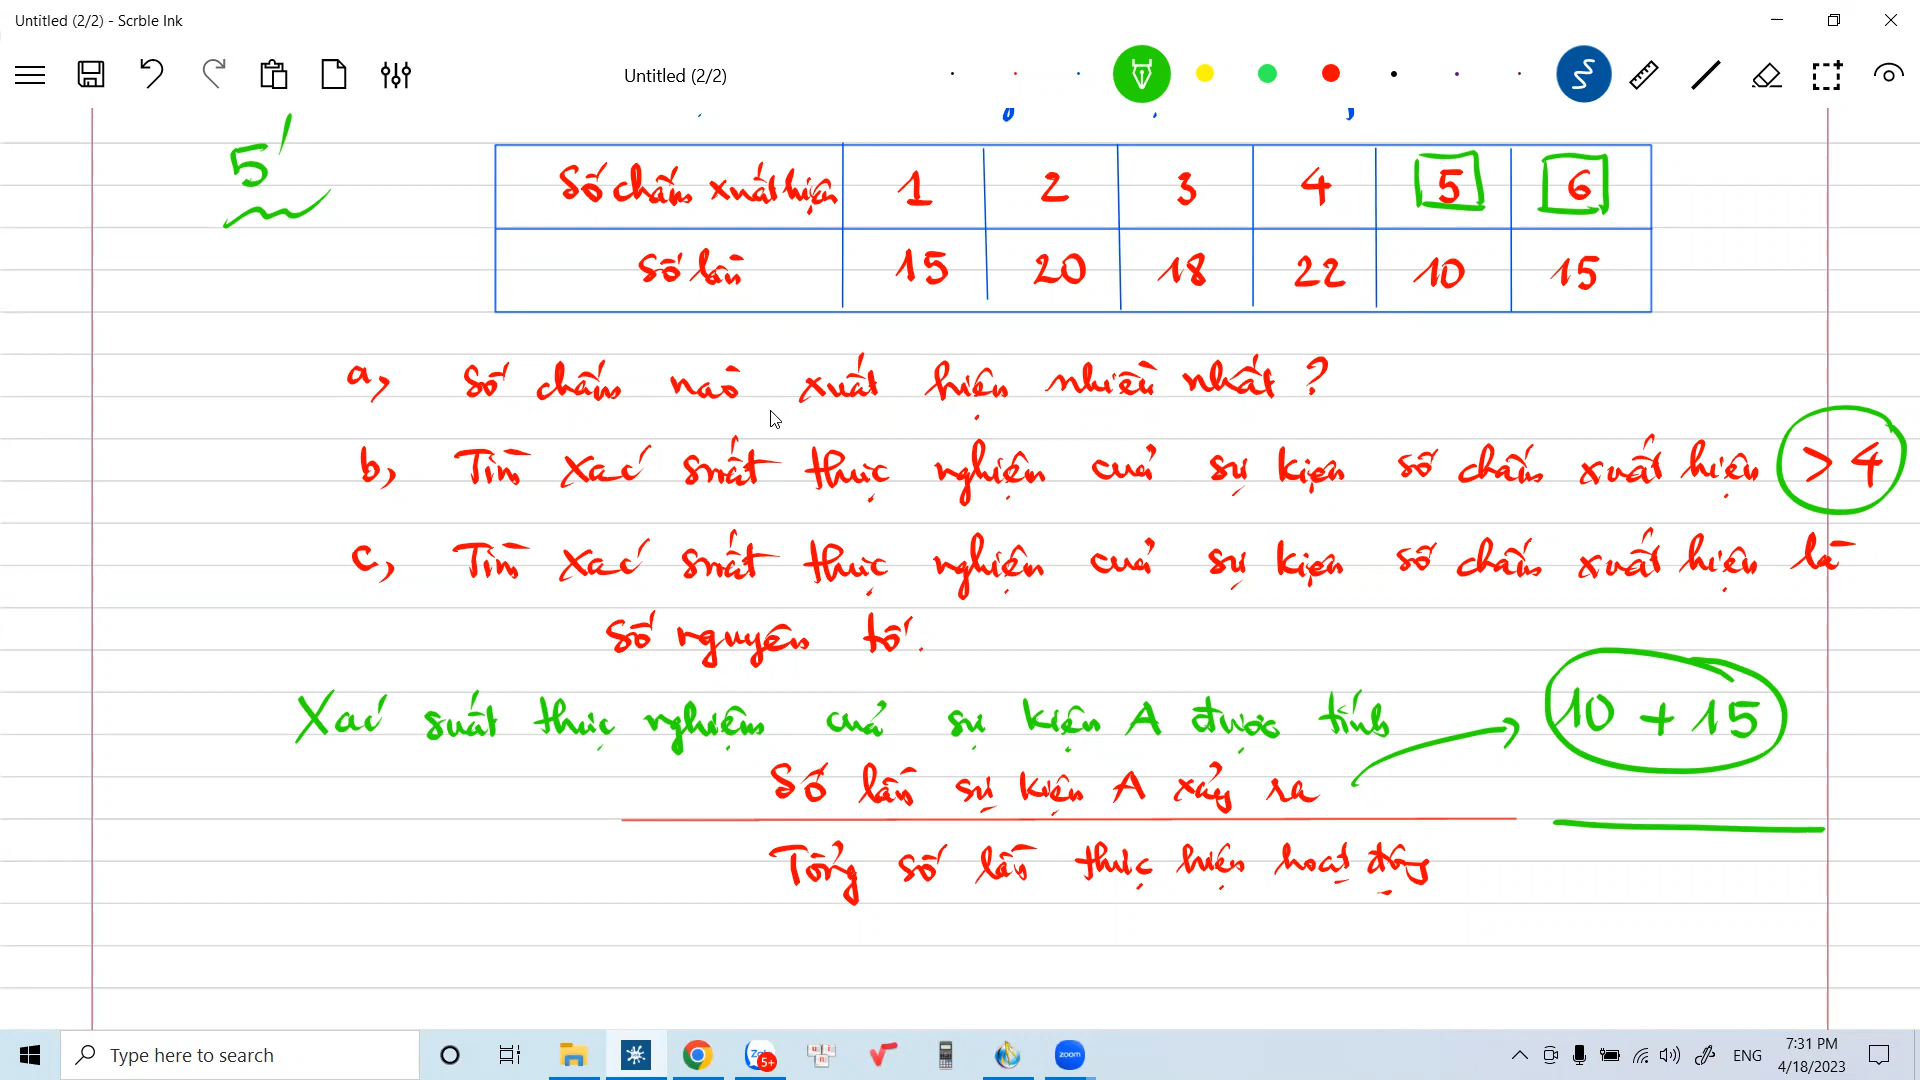 Untitled (2/2) - Scrble Ink
Untitled (2/2)
5'
Số chấm xuất hiện 1 2 3 4 5 6
Số lần 15 20 18 22 10 15
a, Số chấm nào xuất hiện nhiều nhất ?
b, Tìm xác suất thực nghiệm của sự kiện số chấm xuất hiện > 4
c, Tìm xác suất thực nghiệm của sự kiện số chấm xuất hiện là
số nguyên tố.
Xác suất thực nghiệm của sự kiện A được tính
10 + 15
Số lần sự kiện A xảy ra
Tổng số lần thực hiện hoạt động
Type here to search
5+
zoom
ENG
7:31 PM
4/18/2023